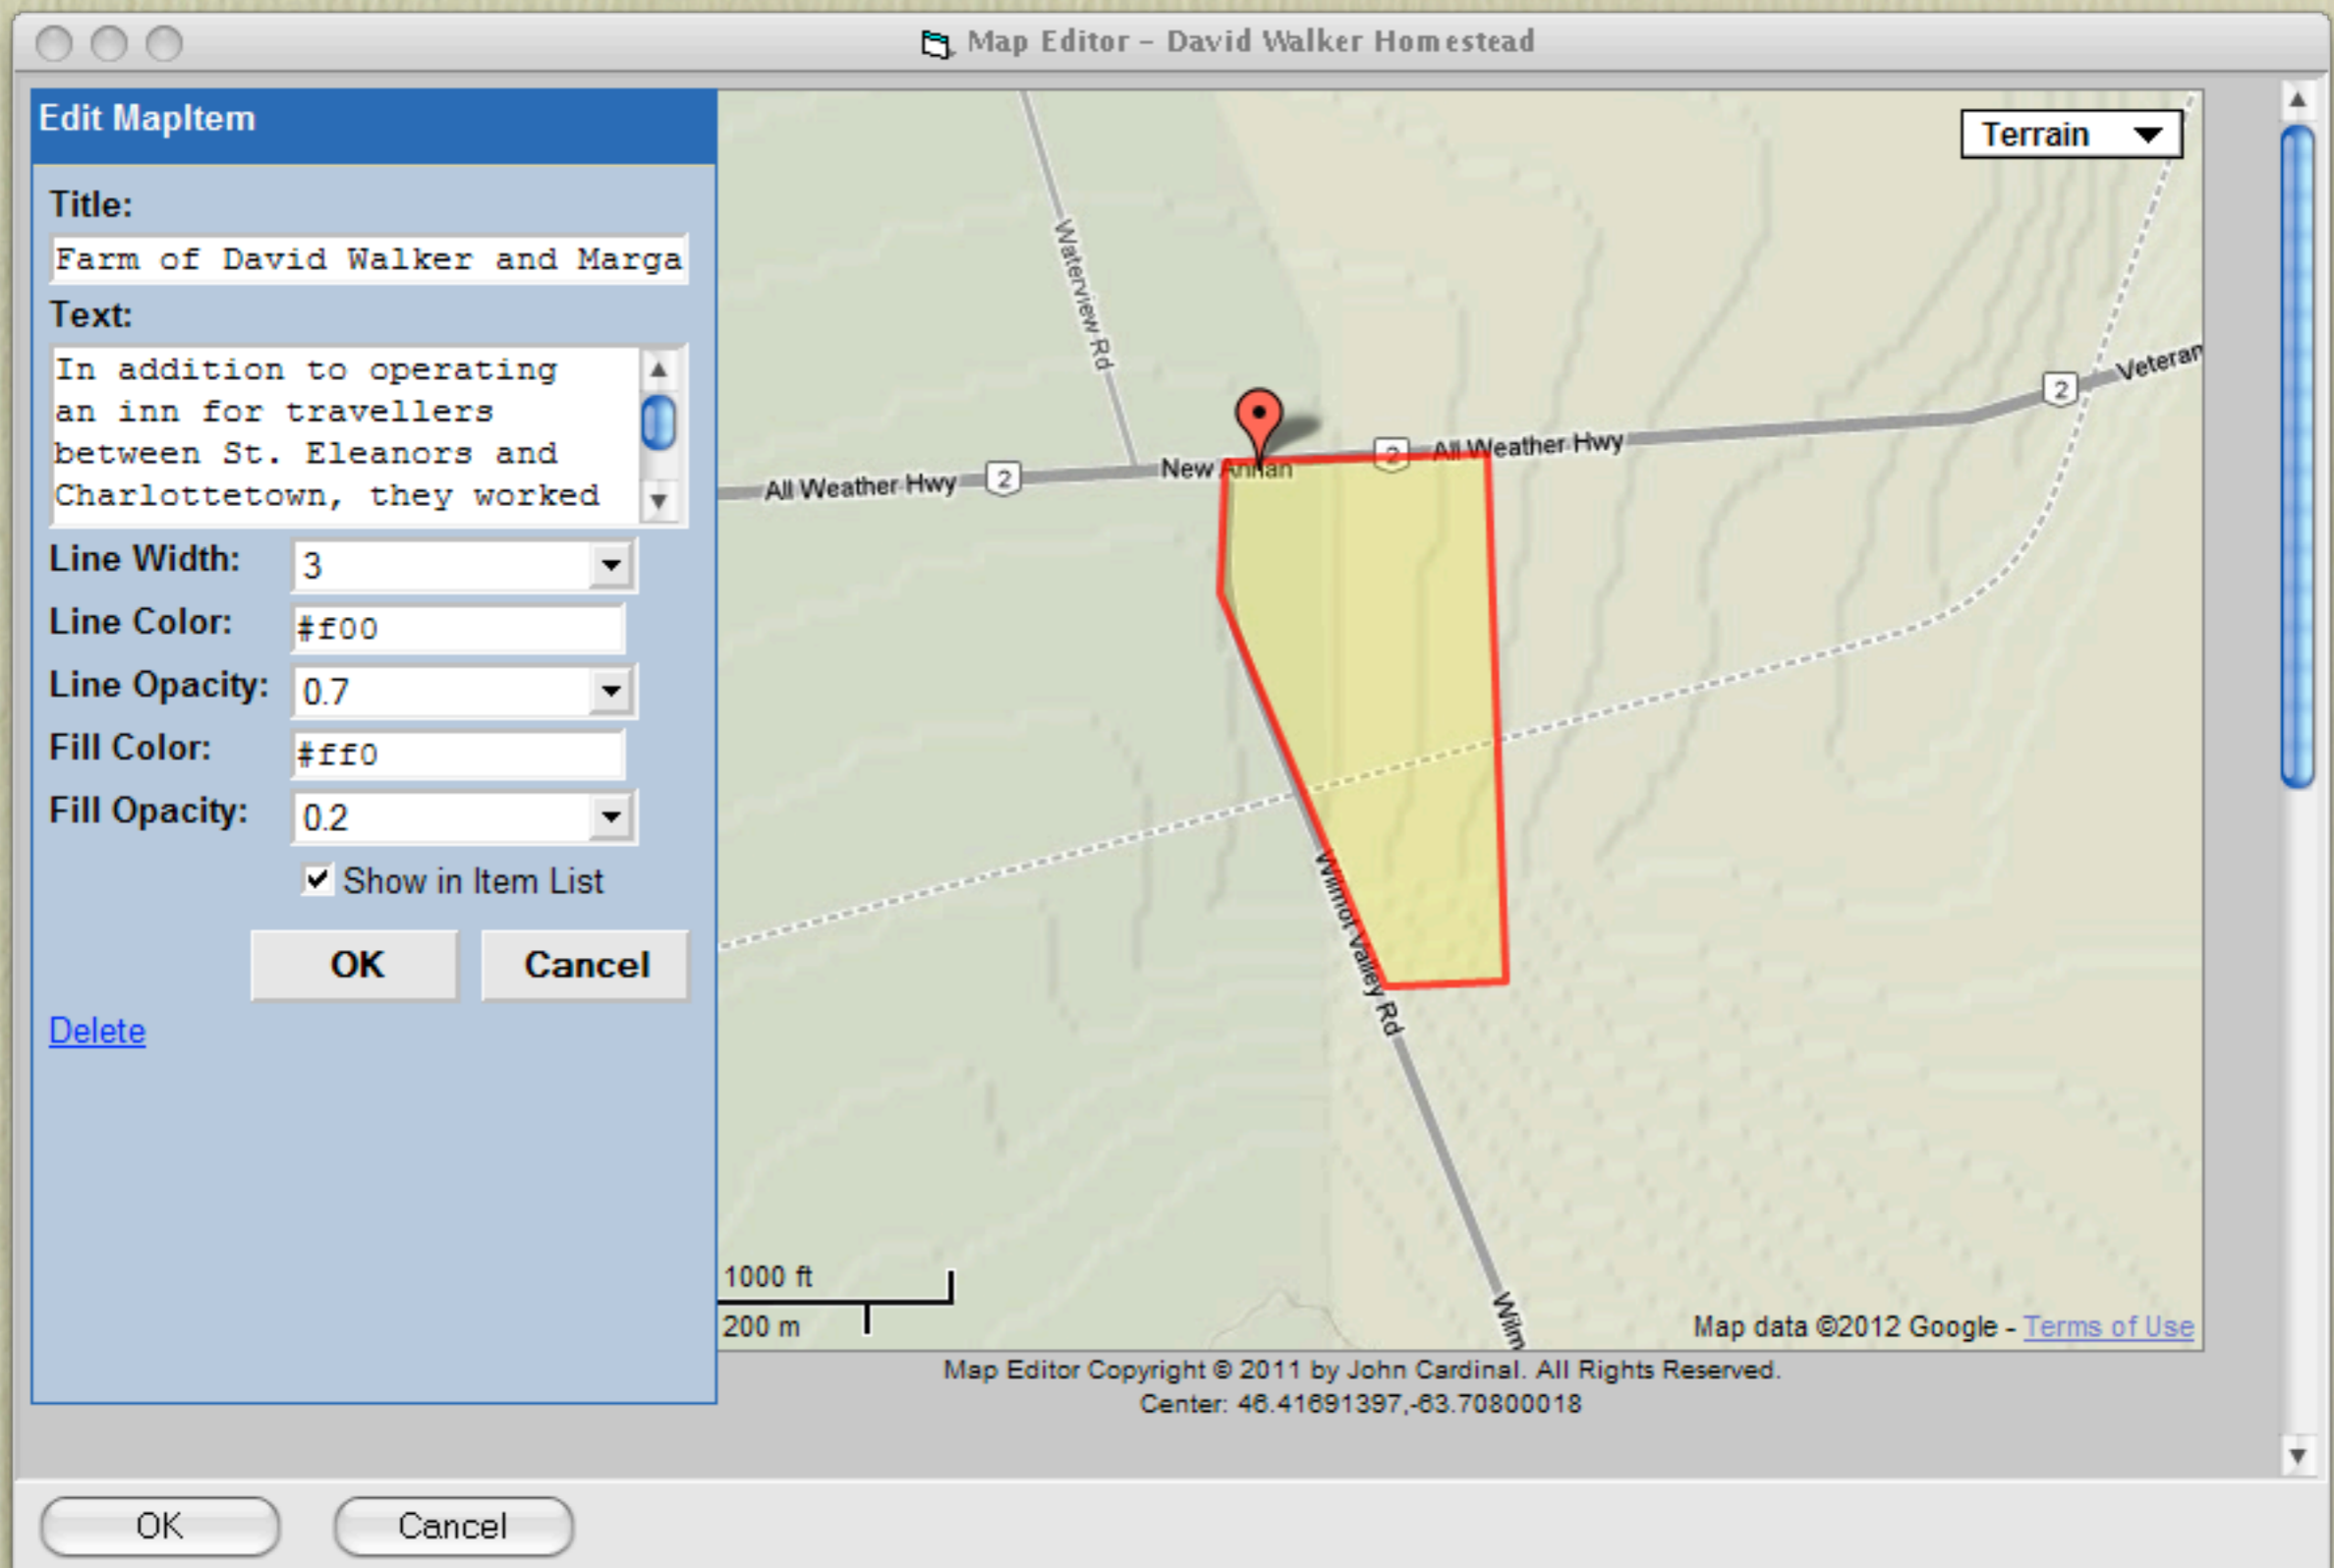 Map Editor – David Walker Homestead
Edit MapItem
Title:
Farm of David Walker and Marga
Text:
In addition to operating
an inn for travellers
between St. Eleanors and
Charlottetown, they worked
Line Width:
3
Line Color:
#f00
Line Opacity:
0.7
Fill Color:
#ff0
Fill Opacity:
0.2
Show in Item List
OK
Cancel
Delete
Terrain
Waterview Rd
Veteran
2
2
All Weather Hwy
New Annan
All Weather Hwy
2
Wilmot Valley Rd
Wilm
1000 ft
200 m
Map data ©2012 Google - Terms of Use
Map Editor Copyright © 2011 by John Cardinal. All Rights Reserved.
Center: 46.41691397,-63.70800018
OK
Cancel